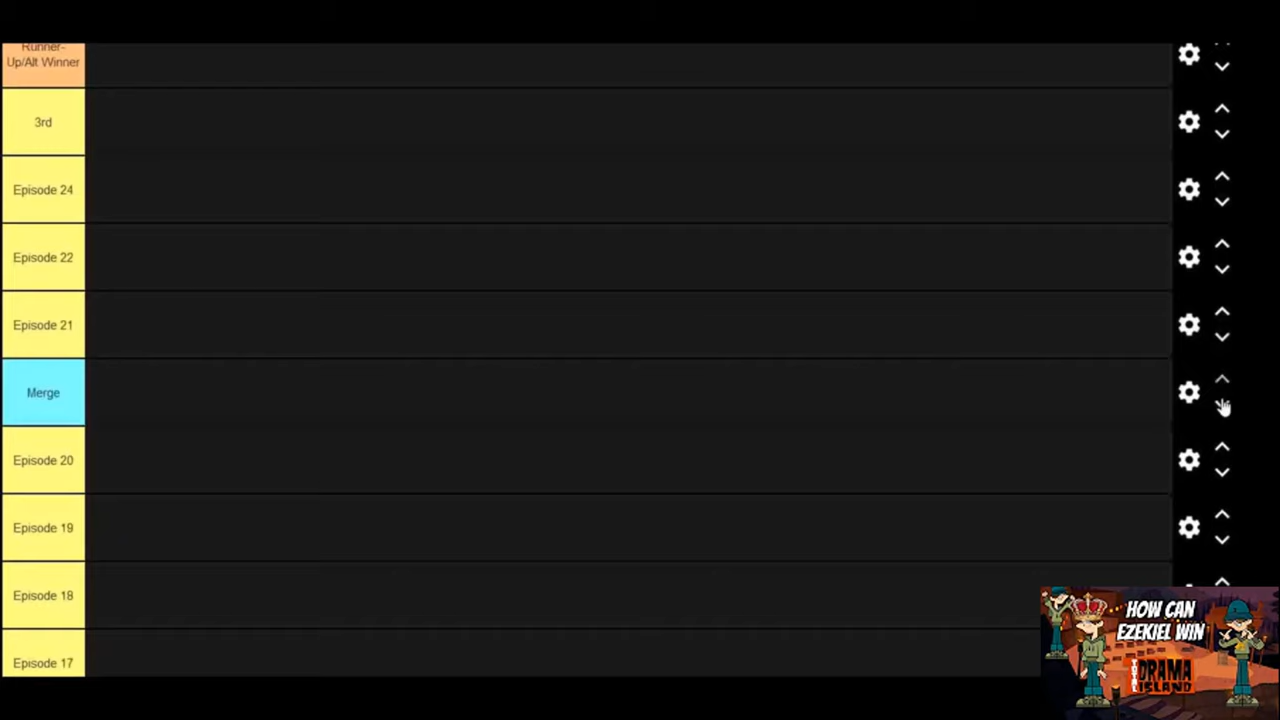 Runner-
Up/Alt Winner
3rd
Episode 24
Episode 22
Episode 21
Merge
Episode 20
Episode 19
Episode 18
Episode 17
HOW CAN
EZEKIEL WIN
TOTAL
DRAMA
ISLAND